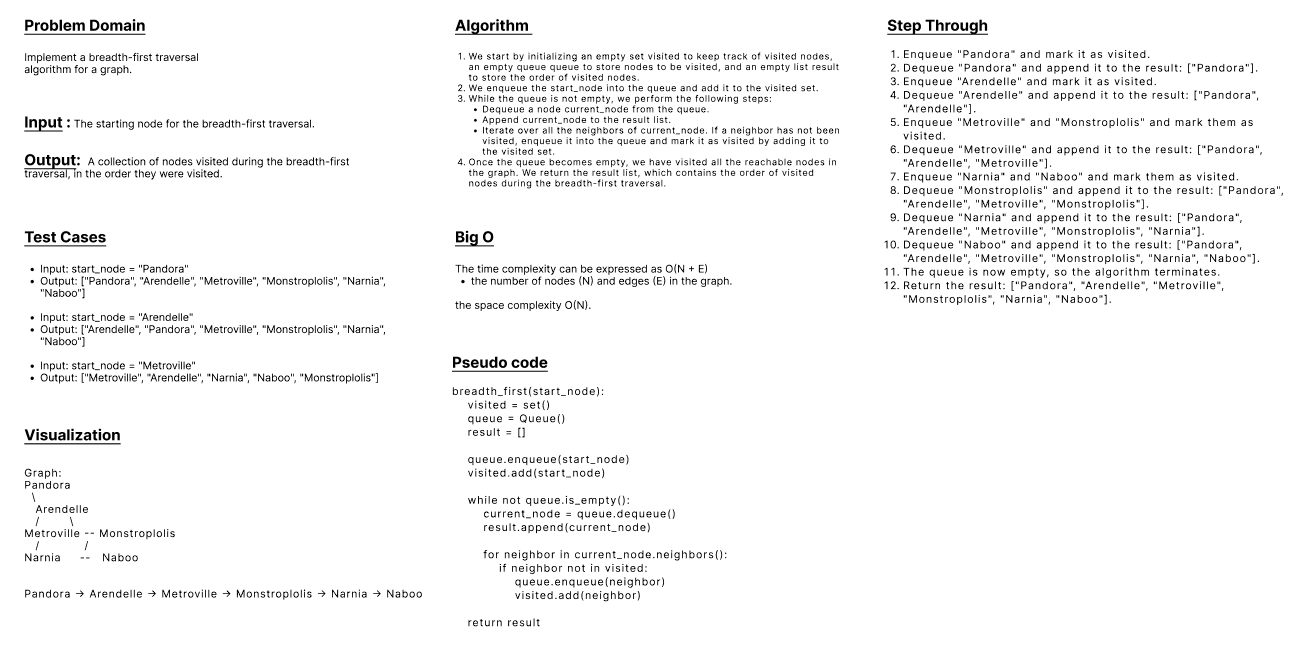 Problem Domain
Implement a breadth-first traversal
algorithm for a graph.
Input : The starting node for the breadth-first traversal.
Output: A collection of nodes visited during the breadth-first
traversal, in the order they were visited.
Test Cases
• Input: start_node = "Pandora"
• Output: ["Pandora", "Arendelle", "Metroville", "Monstroplolis", "Narnia",
"Naboo"]
• Input: start_node = "Arendelle"
• Output: ["Arendelle", "Pandora", "Metroville", "Monstroplolis", "Narnia",
"Naboo"]
• Input: start_node = "Metroville"
• Output: ["Metroville", "Arendelle", "Narnia", "Naboo", "Monstroplolis"]
Visualization
Graph:
Pandora
\
Arendelle
/ \
Metroville -- Monstroplolis
/ /
Narnia -- Naboo
Pandora → Arendelle → Metroville → Monstroplolis → Narnia → Naboo
Algorithm
1. We start by initializing an empty set visited to keep track of visited nodes,
an empty queue queue to store nodes to be visited, and an empty list result
to store the order of visited nodes.
2. We enqueue the start_node into the queue and add it to the visited set.
3. While the queue is not empty, we perform the following steps:
• Dequeue a node current_node from the queue.
• Append current_node to the result list.
• Iterate over all the neighbors of current_node. If a neighbor has not been
visited, enqueue it into the queue and mark it as visited by adding it to
the visited set.
4. Once the queue becomes empty, we have visited all the reachable nodes in
the graph. We return the result list, which contains the order of visited
nodes during the breadth-first traversal.
Big O
The time complexity can be expressed as O(N + E)
• the number of nodes (N) and edges (E) in the graph.
the space complexity O(N).
Pseudo code
breadth_first(start_node):
visited = set()
queue = Queue()
result = []
queue.enqueue(start_node)
visited.add(start_node)
while not queue.is_empty():
current_node = queue.dequeue()
result.append(current_node)
for neighbor in current_node.neighbors():
if neighbor not in visited:
queue.enqueue(neighbor)
visited.add(neighbor)
return result
Step Through
1. Enqueue "Pandora" and mark it as visited.
2. Dequeue "Pandora" and append it to the result: ["Pandora"].
3. Enqueue "Arendelle" and mark it as visited.
4. Dequeue "Arendelle" and append it to the result: ["Pandora",
"Arendelle"].
5. Enqueue "Metroville" and "Monstroplolis" and mark them as
visited.
6. Dequeue "Metroville" and append it to the result: ["Pandora",
"Arendelle", "Metroville"].
7. Enqueue "Narnia" and "Naboo" and mark them as visited.
8. Dequeue "Monstroplolis" and append it to the result: ["Pandora",
"Arendelle", "Metroville", "Monstroplolis"].
9. Dequeue "Narnia" and append it to the result: ["Pandora",
"Arendelle", "Metroville", "Monstroplolis", "Narnia"].
10. Dequeue "Naboo" and append it to the result: ["Pandora",
"Arendelle", "Metroville", "Monstroplolis", "Narnia", "Naboo"].
11. The queue is now empty, so the algorithm terminates.
12. Return the result: ["Pandora", "Arendelle", "Metroville",
"Monstroplolis", "Narnia", "Naboo"].